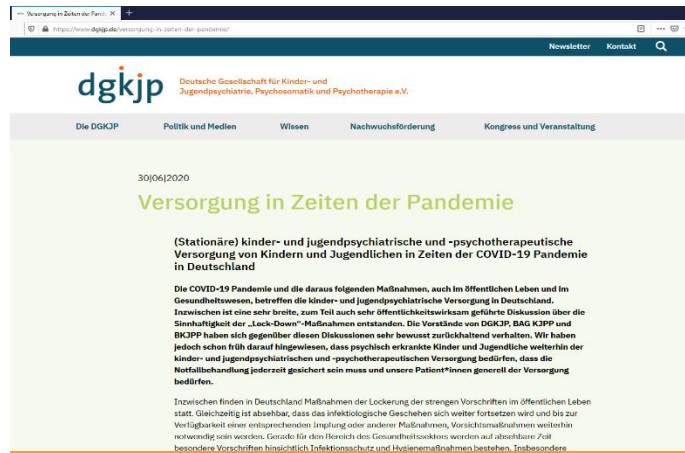 Versorgung in Zeiten der Pand
https://www.dgkjp.de/versorgung-in-zeiten-der-pandemie/
Newsletter Kontakt
dgkjp
Deutsche Gesellschaft für Kinder- und
Jugendpsychiatrie, Psychosomatik und Psychotherapie e.V.
Die DGKJP Politik und Medien Wissen Nachwuchsförderung Kongress und Veranstaltung
30|06|2020
Versorgung in Zeiten der Pandemie
(Stationäre) kinder- und jugendpsychiatrische und -psychotherapeutische
Versorgung von Kindern und Jugendlichen in Zeiten der COVID-19 Pandemie
in Deutschland
Die COVID-19 Pandemie und die daraus folgenden Maßnahmen, auch im öffentlichen Leben und im
Gesundheitswesen, betreffen die kinder- und jugendpsychiatrische Versorgung in Deutschland.
Inzwischen ist eine sehr breite, zum Teil auch sehr öffentlichkeitswirksam geführte Diskussion über die
Sinnhaftigkeit der „Lock-Down“-Maßnahmen entstanden. Die Vorstände von DGKJP, BAG KJPP und
BKJPP haben sich gegenüber diesen Diskussionen sehr bewusst zurückhaltend verhalten. Wir haben
jedoch schon früh darauf hingewiesen, dass psychisch erkrankte Kinder und Jugendliche weiterhin der
kinder- und jugendpsychiatrischen und -psychotherapeutischen Versorgung bedürfen, dass die
Notfallbehandlung jederzeit gesichert sein muss und unsere Patient*innen generell der Versorgung
bedürfen.
Inzwischen finden in Deutschland Maßnahmen der Lockerung der strengen Vorschriften im öffentlichen Leben
statt. Gleichzeitig ist absehbar, dass das infektiologische Geschehen sich weiter fortsetzen wird und bis zur
Verfügbarkeit einer entsprechenden Impfung oder anderer Maßnahmen, Vorsichtsmaßnahmen weiterhin
notwendig sein werden. Gerade für den Bereich des Gesundheitssektors werden auf absehbare Zeit
besondere Vorschriften hinsichtlich Infektionsschutz und Hygienemaßnahmen bestehen. Insbesondere